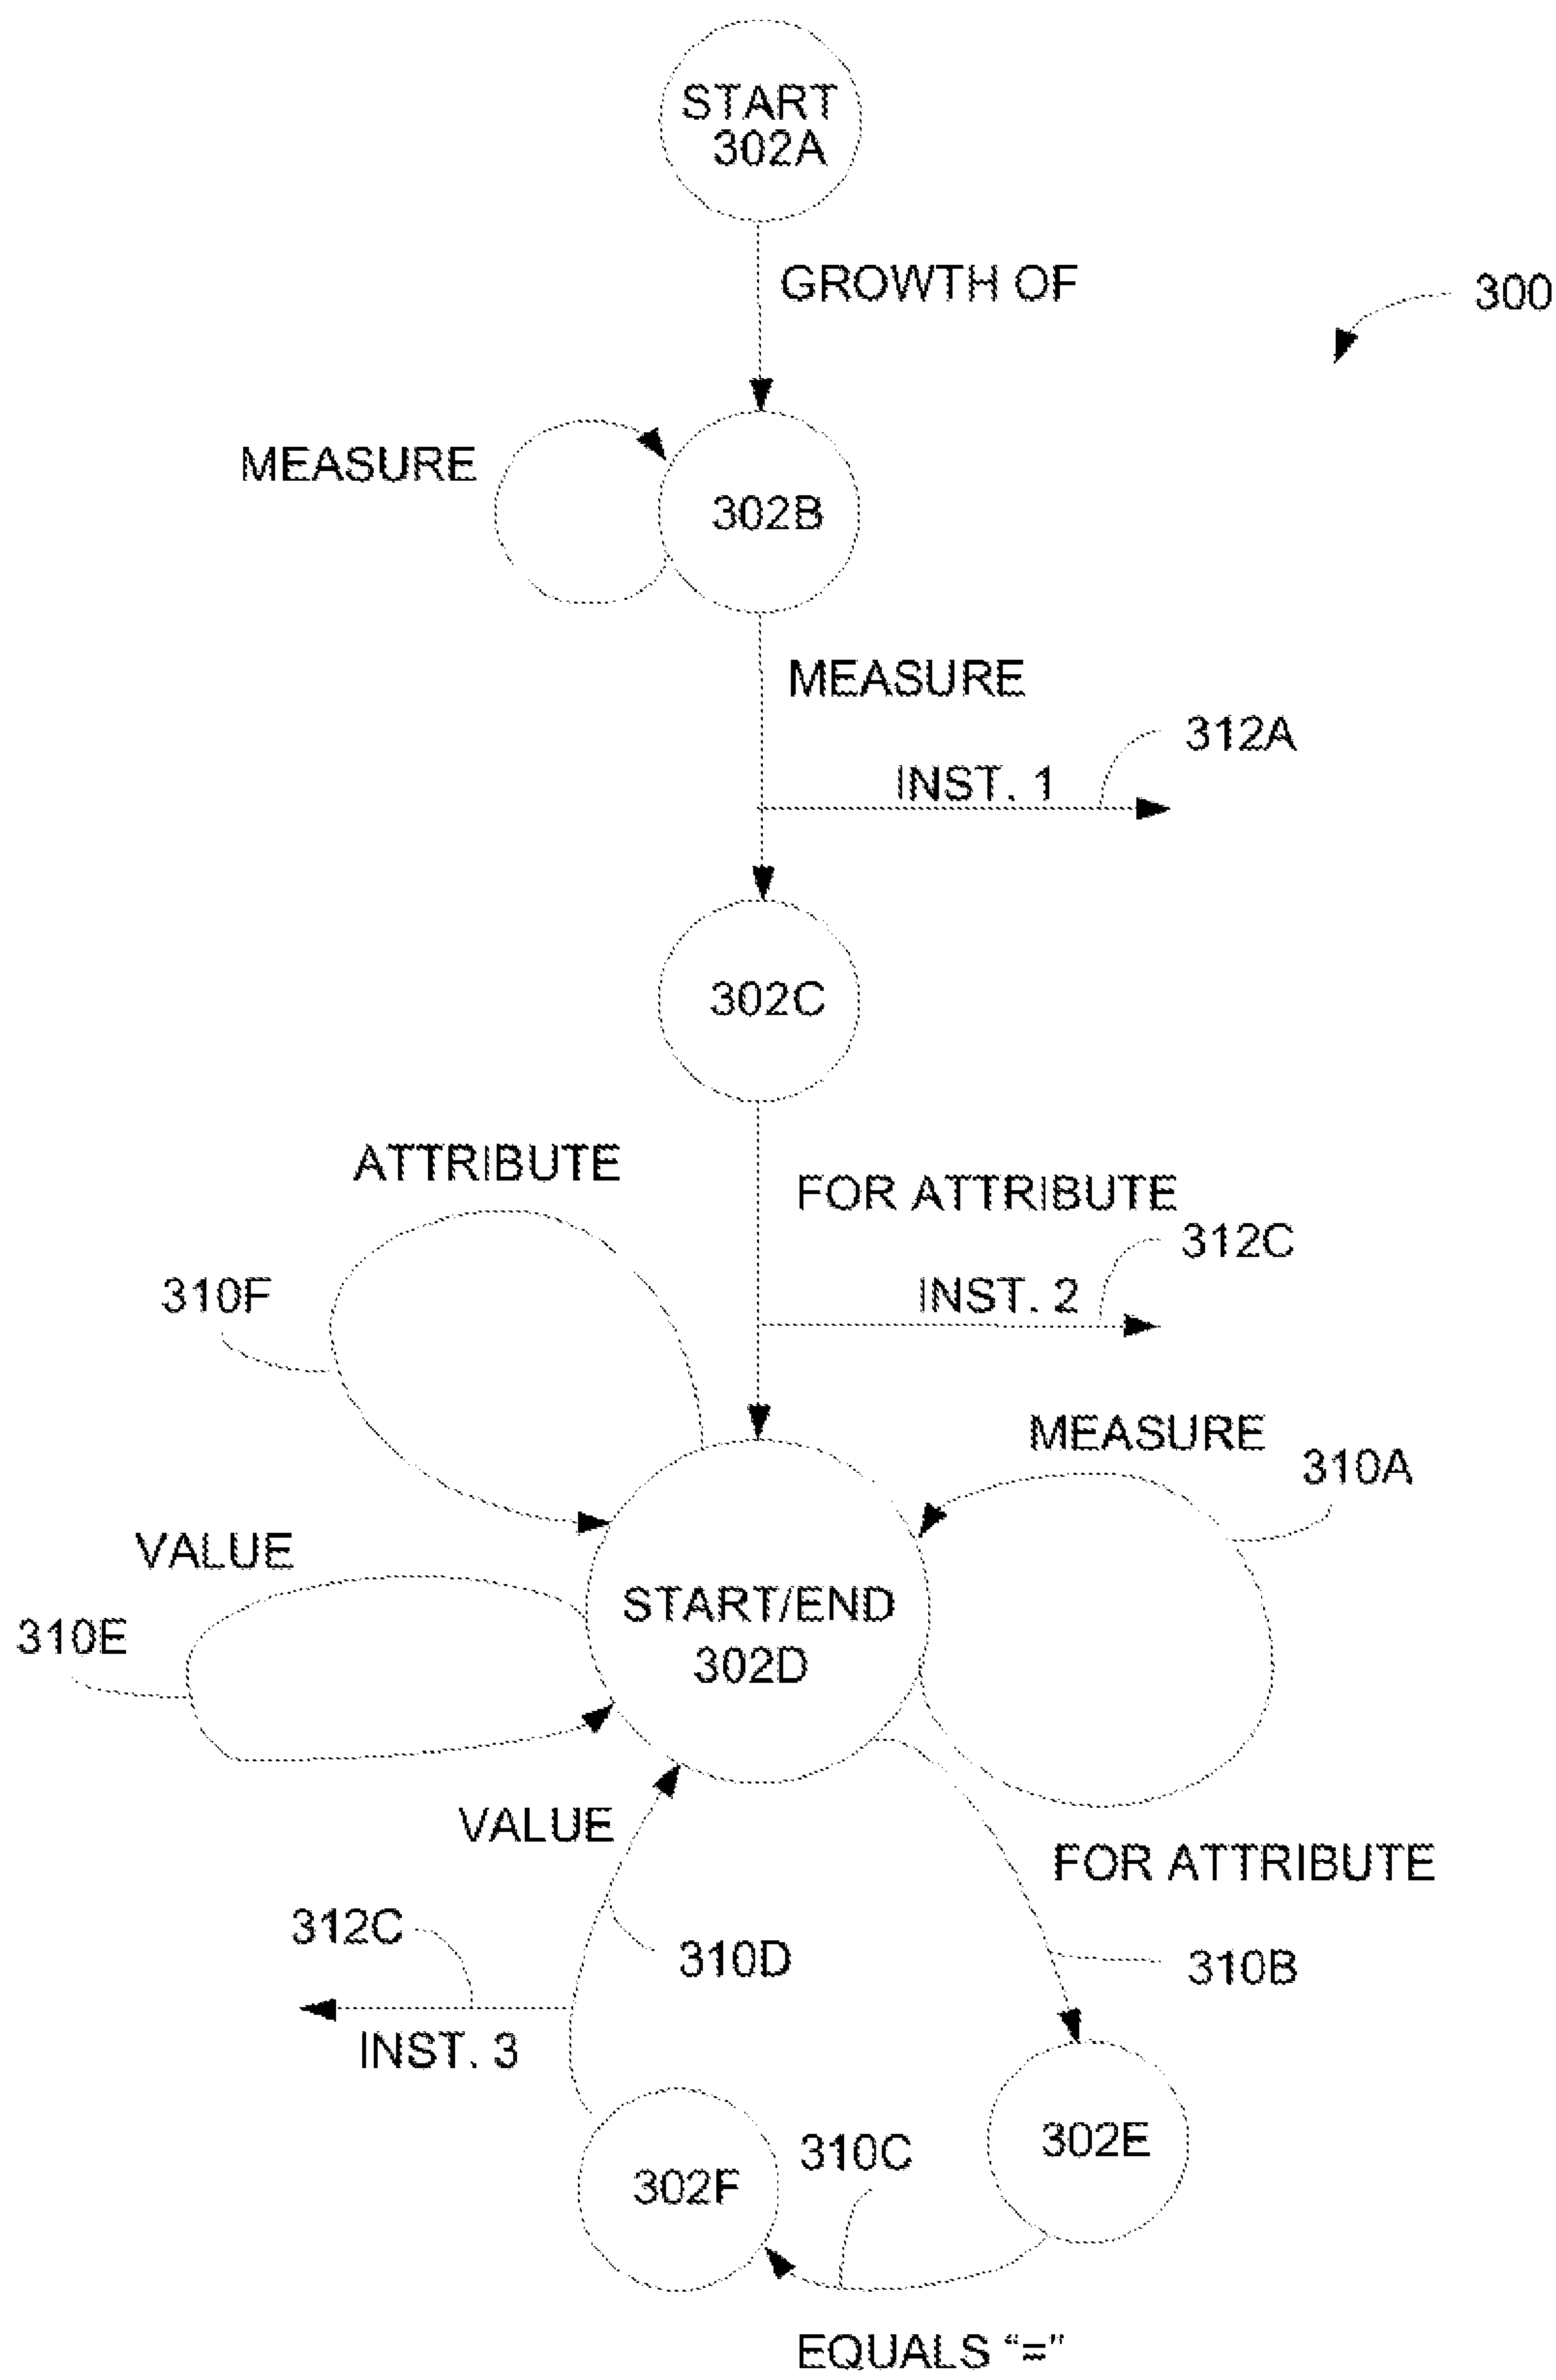 START
302A
GROWTH OF
300
MEASURE
302B
MEASURE
312A
INST. 1
302C
ATTRIBUTE
FOR ATTRIBUTE
312C
310F
INST. 2
MEASURE
310A
VALUE
START/END
310E
302D
VALUE
FOR ATTRIBUTE
312C
310D
310B
INST. 3
302E
310C
302F
EQUALS “=”